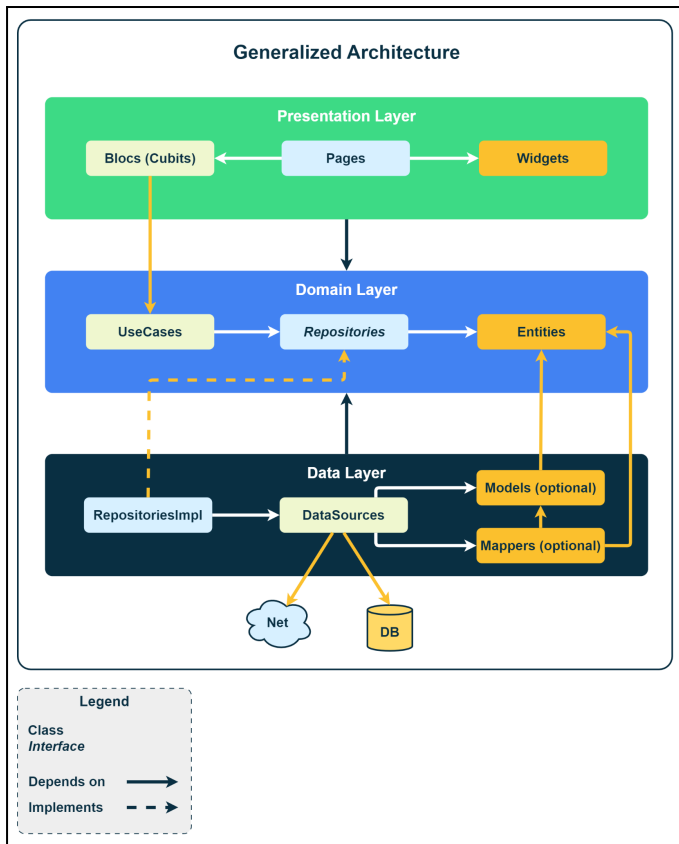 Generalized Architecture
Presentation Layer
Blocs (Cubits)
Pages
Widgets
Domain Layer
UseCases
Repositories
Entities
Data Layer
RepositoriesImpl
DataSources
Models (optional)
Mappers (optional)
Net
DB
Legend
Class
Interface
Depends on
Implements